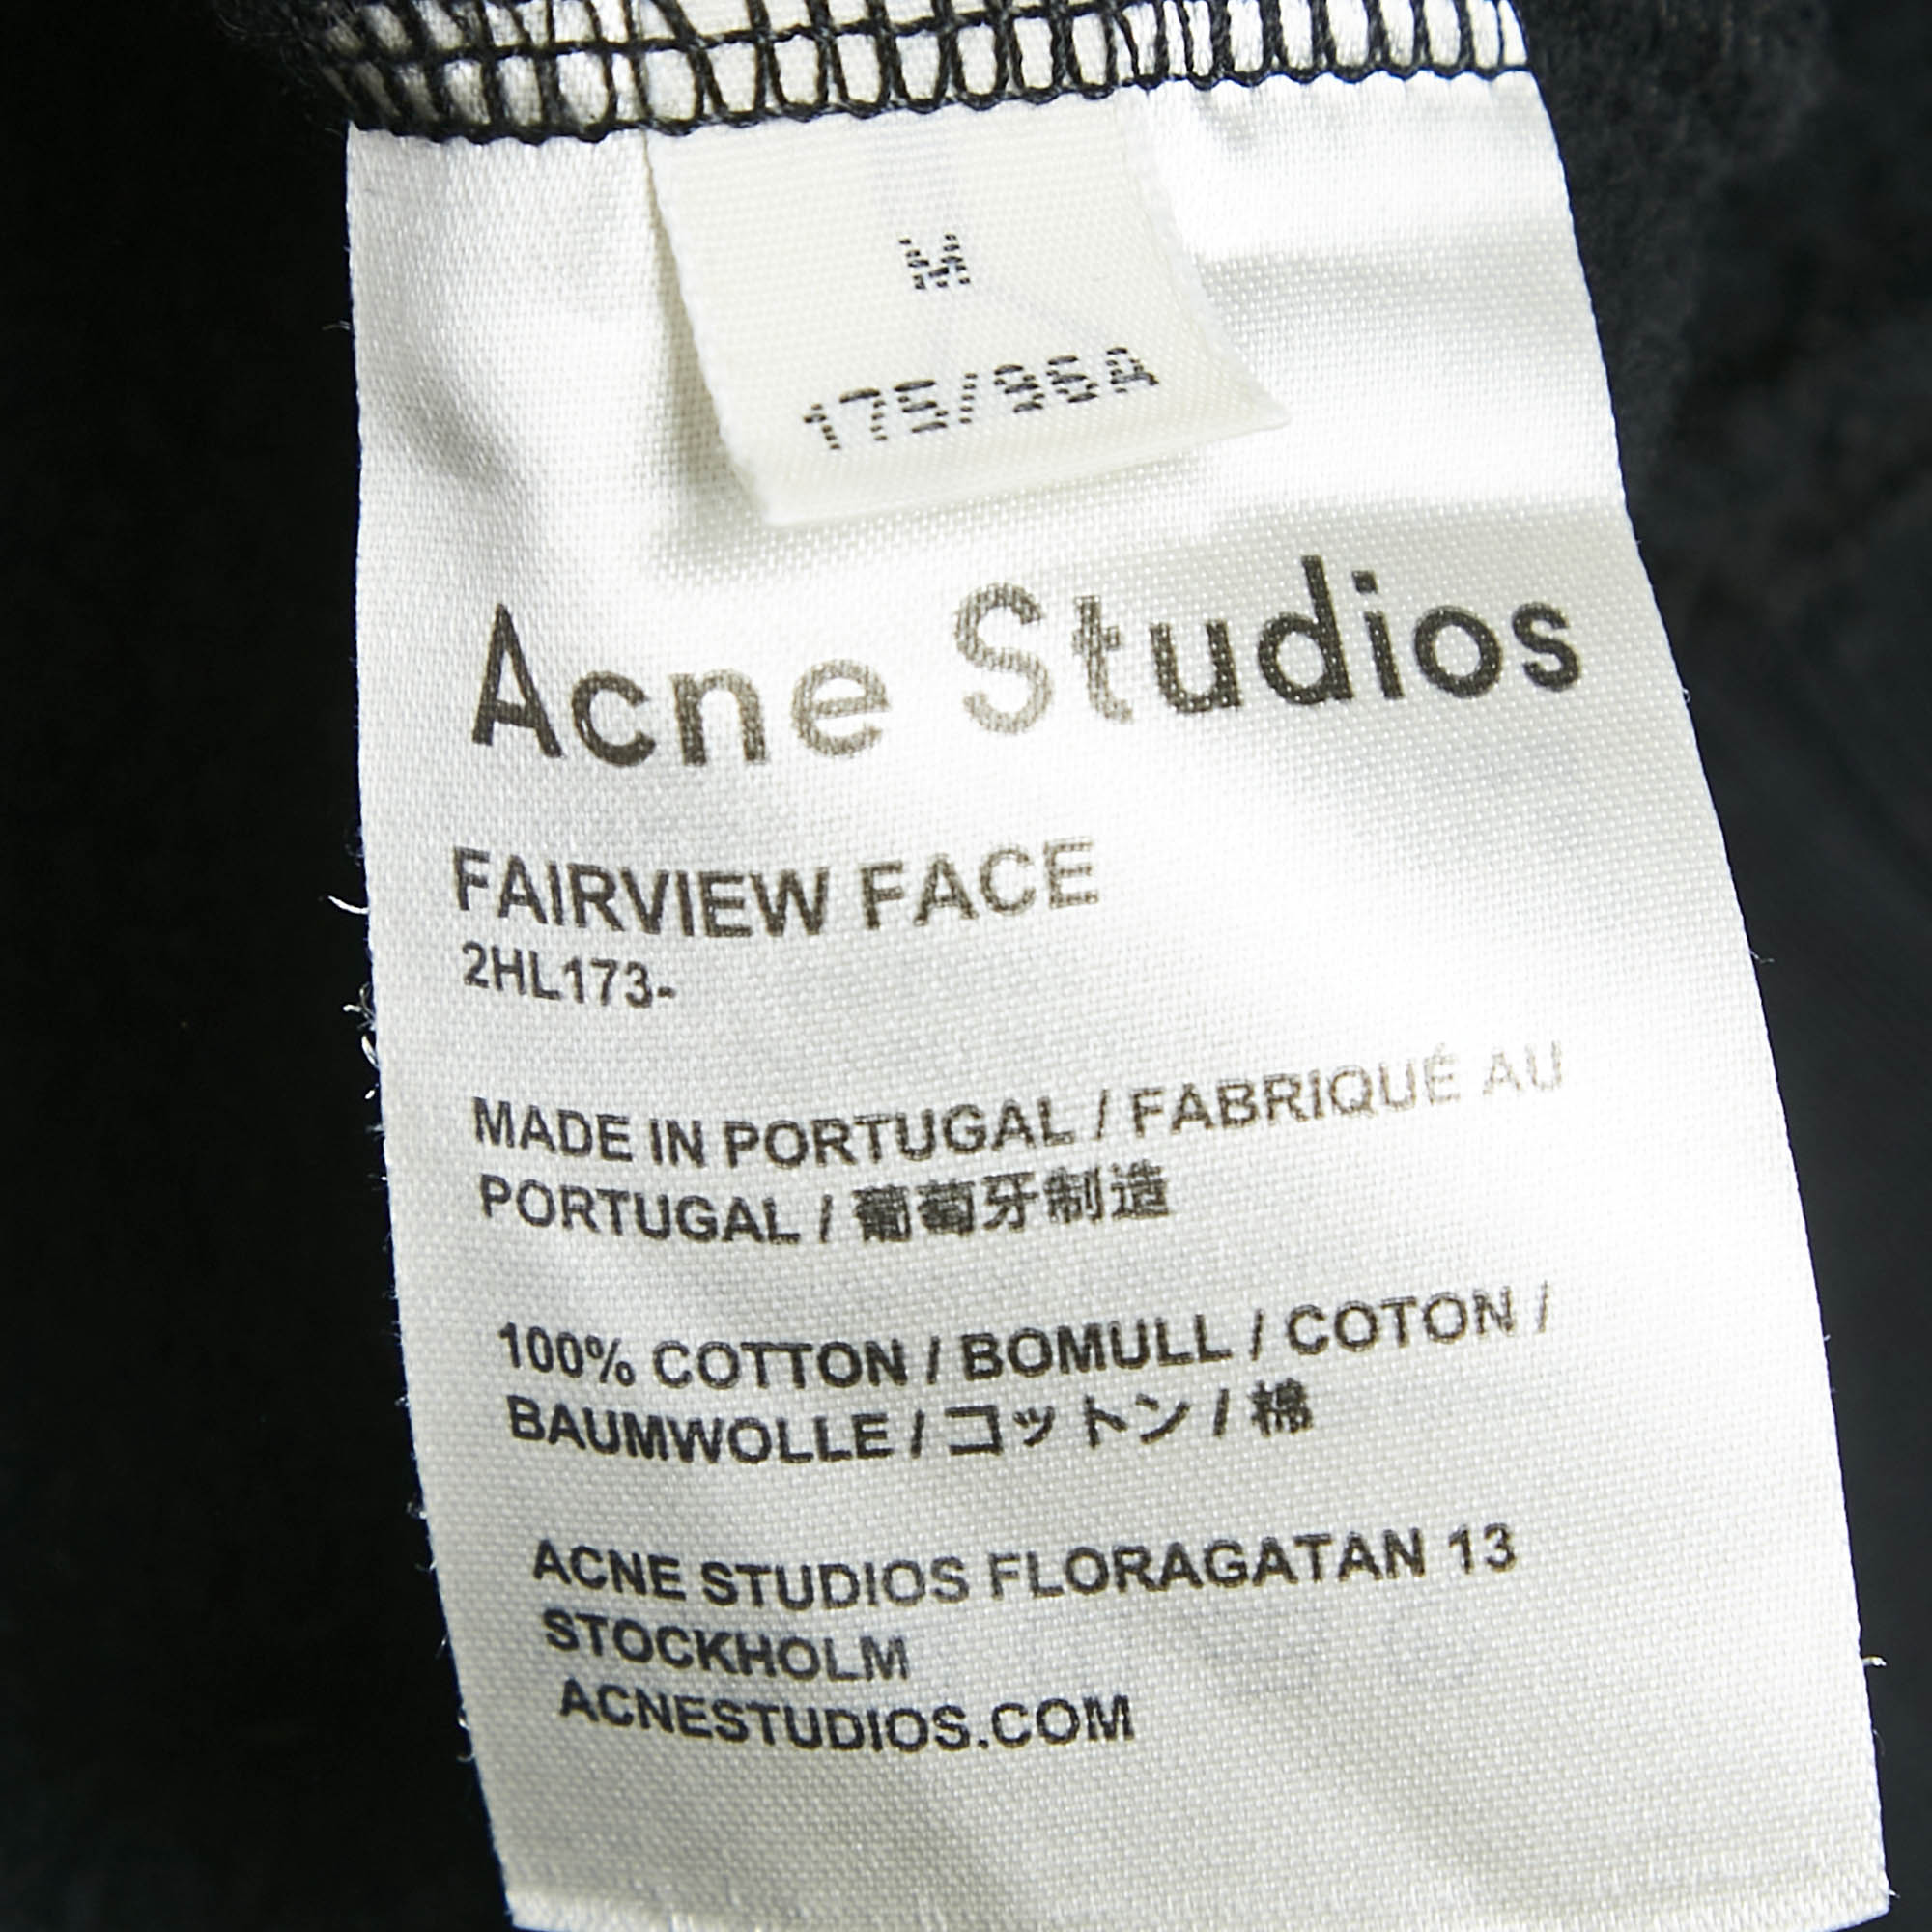 M
175/96A
Acne Studios
FAIRVIEW FACE
2HL173-
MADE IN PORTUGAL / FABRIQUÉ AU
PORTUGAL / 葡萄牙制造
100% COTTON / BOMULL / COTON /
BAUMWOLLE / コットン / 棉
ACNE STUDIOS FLORAGATAN 13
STOCKHOLM
ACNESTUDIOS.COM